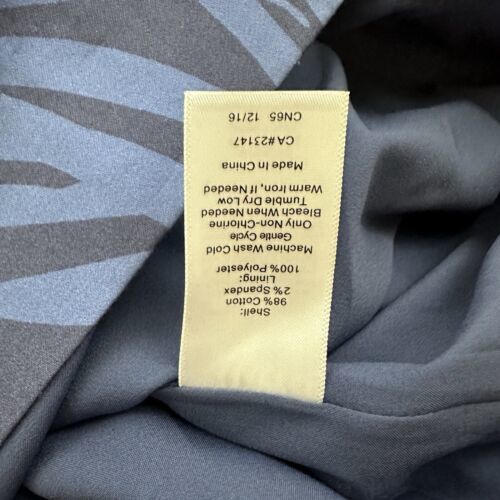 Shell:
98% Cotton
2% Spandex
Lining:
100% Polyester
Machine Wash Cold
Gentle Cycle
Only Non-Chlorine
Bleach When Needed
Tumble Dry Low
Warm Iron, If Needed
Made In China
CA#23147
CN65 12/16